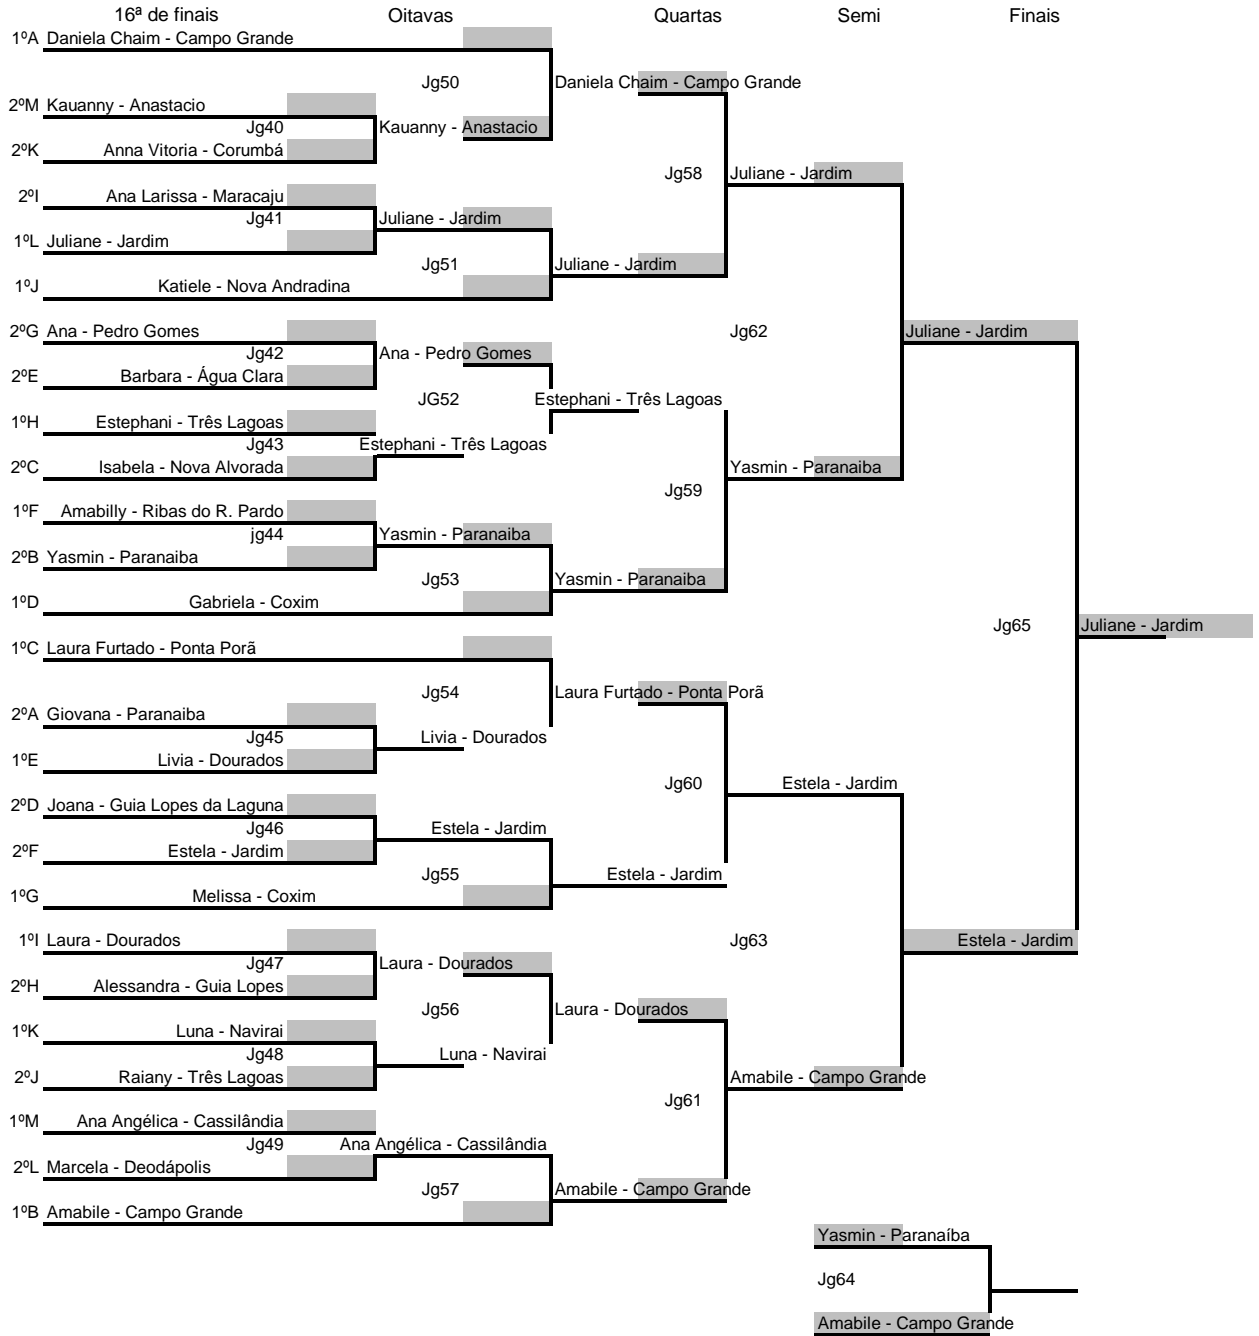 16ª de finais Oitavas Quartas Semi Finais
1ºA Daniela Chaim - Campo Grande
Jg50 Daniela Chaim - Campo Grande
2ºM Kauanny - Anastacio
Jg40 Kauanny - Anastacio
2ºK Anna Vitoria - Corumbá
Jg58 Juliane - Jardim
2ºI Ana Larissa - Maracaju
Jg41 Juliane - Jardim
1ºL Juliane - Jardim
Jg51 Juliane - Jardim
1ºJ Katiele - Nova Andradina
2ºG Ana - Pedro Gomes Jg62 Juliane - Jardim
Jg42 Ana - Pedro Gomes
2ºE Barbara - Água Clara
JG52 Estephani - Três Lagoas
1ºH Estephani - Três Lagoas
Jg43 Estephani - Três Lagoas
2ºC Isabela - Nova Alvorada Yasmin - Paranaiba
Jg59
1ºF Amabilly - Ribas do R. Pardo
jg44 Yasmin - Paranaiba
2ºB Yasmin - Paranaiba
Jg53 Yasmin - Paranaiba
1ºD Gabriela - Coxim
Jg65 Juliane - Jardim
1ºC Laura Furtado - Ponta Porã
Jg54 Laura Furtado - Ponta Porã
2ºA Giovana - Paranaiba
Jg45 Livia - Dourados
1ºE Livia - Dourados
Jg60 Estela - Jardim
2ºD Joana - Guia Lopes da Laguna
Jg46 Estela - Jardim
2ºF Estela - Jardim
Jg55 Estela - Jardim
1ºG Melissa - Coxim
1ºI Laura - Dourados Jg63 Estela - Jardim
Jg47 Laura - Dourados
2ºH Alessandra - Guia Lopes
Jg56 Laura - Dourados
1ºK Luna - Navirai
Jg48 Luna - Navirai
2ºJ Raiany - Três Lagoas Amabile - Campo Grande
Jg61
1ºM Ana Angélica - Cassilândia
Jg49 Ana Angélica - Cassilândia
2ºL Marcela - Deodápolis
Jg57 Amabile - Campo Grande
1ºB Amabile - Campo Grande
Yasmin - Paranaíba
Jg64
Amabile - Campo Grande